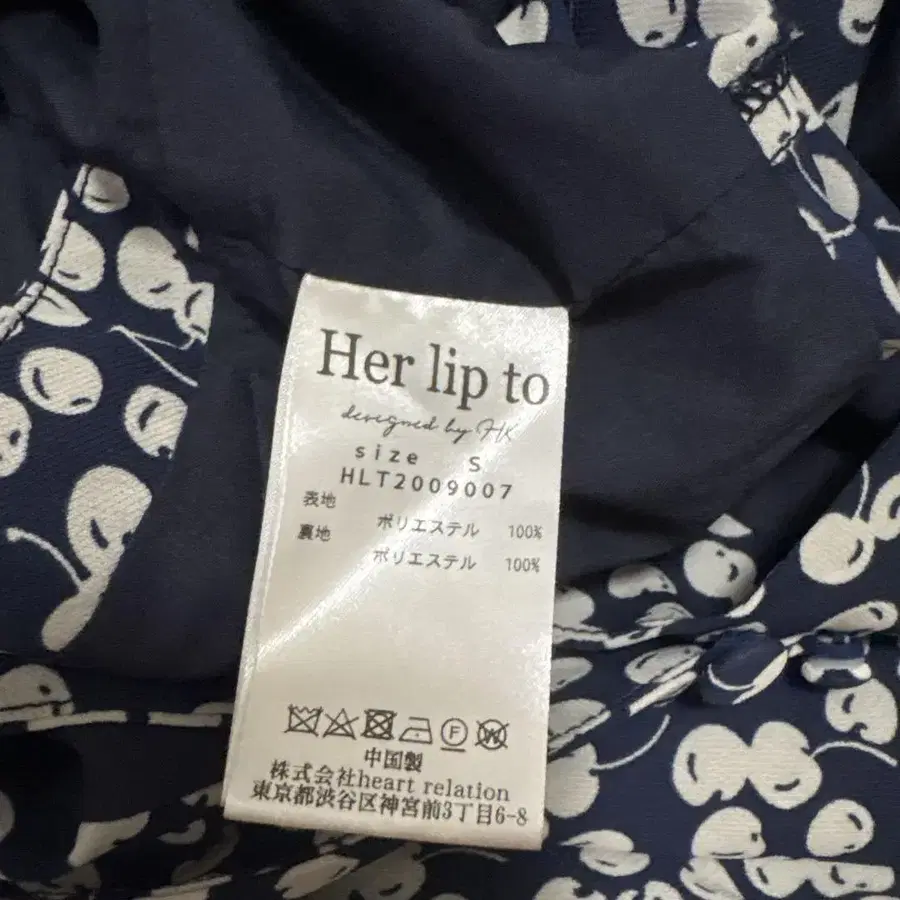 Her lip to
designed by HK
size S
HLT2009007
表地 ポリエステル 100%
裏地 ポリエステル 100%
中国製
株式会社heart relation
東京都渋谷区神宮前3丁目6-8